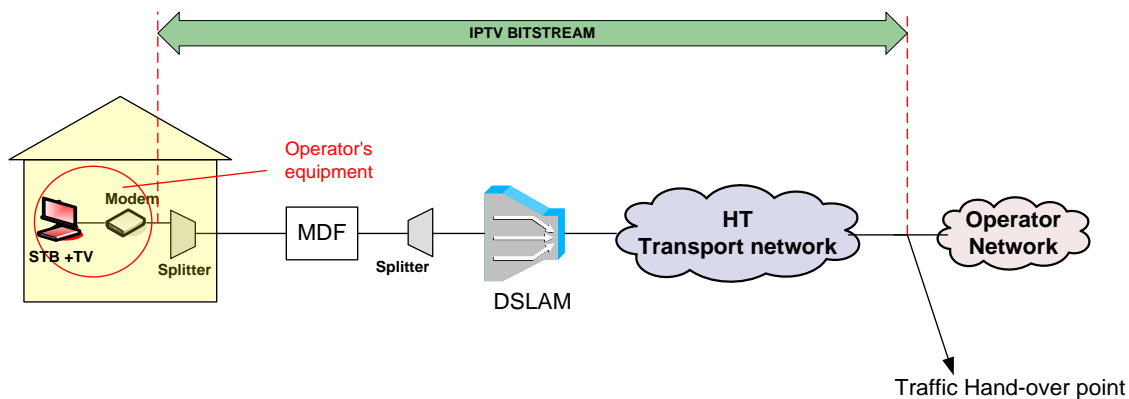 IPTV BITSTREAM
Operator's
equipment
Modem
STB +TV
Splitter
MDF
Splitter
DSLAM
HT
Transport network
Operator
Network
Traffic Hand-over point